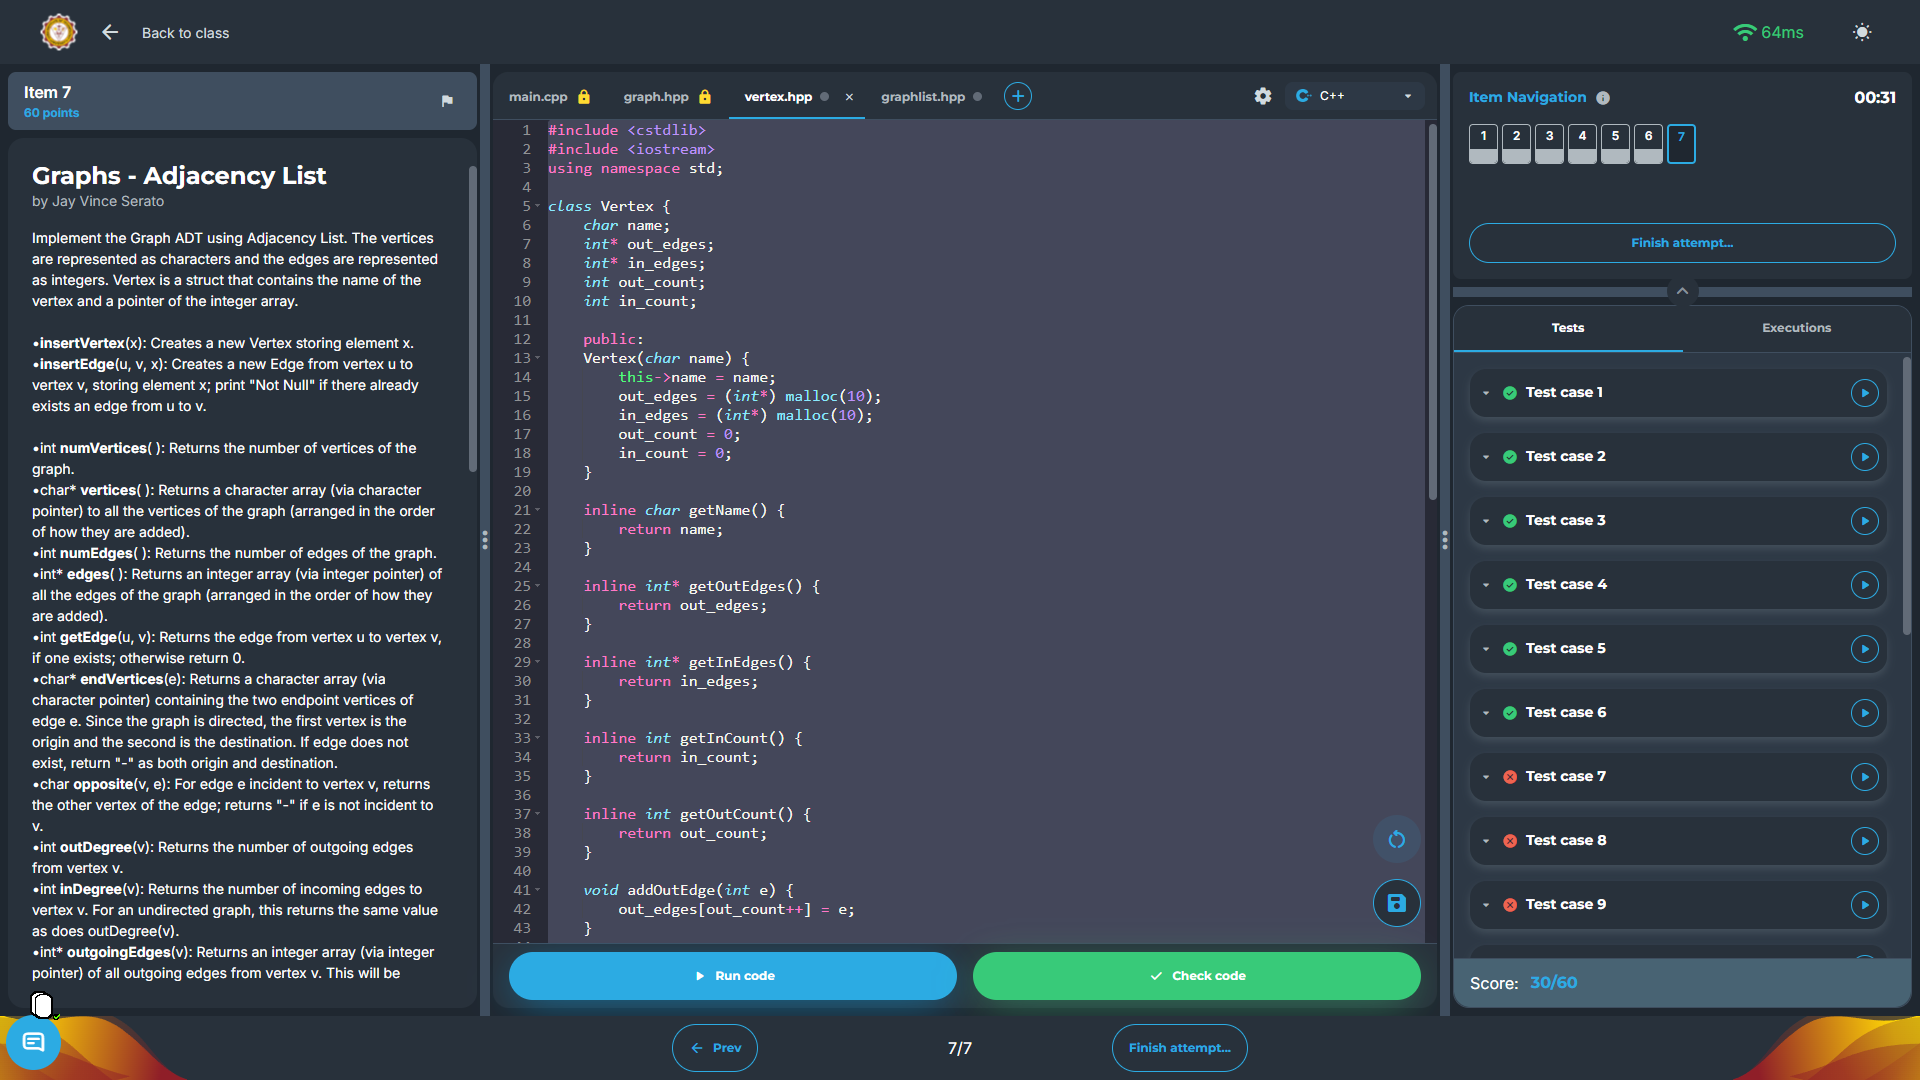 Back to class
64ms
Item 7
60 points
Graphs - Adjacency List
by Jay Vince Serato
Implement the Graph ADT using Adjacency List. The vertices
are represented as characters and the edges are represented
as integers. Vertex is a struct that contains the name of the
vertex and a pointer of the integer array.
•insertVertex(x): Creates a new Vertex storing element x.
•insertEdge(u, v, x): Creates a new Edge from vertex u to
vertex v, storing element x; print "Not Null" if there already
exists an edge from u to v.
•int numVertices( ): Returns the number of vertices of the
graph.
•char* vertices( ): Returns a character array (via character
pointer) to all the vertices of the graph (arranged in the order
of how they are added).
•int numEdges( ): Returns the number of edges of the graph.
•int* edges( ): Returns an integer array (via integer pointer) of
all the edges of the graph (arranged in the order of how they
are added).
•int getEdge(u, v): Returns the edge from vertex u to vertex v,
if one exists; otherwise return 0.
•char* endVertices(e): Returns a character array (via
character pointer) containing the two endpoint vertices of
edge e. Since the graph is directed, the first vertex is the
origin and the second is the destination. If edge does not
exist, return "-" as both origin and destination.
•char opposite(v, e): For edge e incident to vertex v, returns
the other vertex of the edge; returns "-" if e is not incident to
v.
•int outDegree(v): Returns the number of outgoing edges
from vertex v.
•int inDegree(v): Returns the number of incoming edges to
vertex v. For an undirected graph, this returns the same value
as does outDegree(v).
•int* outgoingEdges(v): Returns an integer array (via integer
pointer) of all outgoing edges from vertex v. This will be
main.cpp graph.hpp vertex.hpp × graphlist.hpp + C++
1 #include <cstdlib>
2 #include <iostream>
3 using namespace std;
4
5 class Vertex {
6 char name;
7 int* out_edges;
8 int* in_edges;
9 int out_count;
10 int in_count;
11
12 public:
13 Vertex(char name) {
14 this->name = name;
15 out_edges = (int*) malloc(10);
16 in_edges = (int*) malloc(10);
17 out_count = 0;
18 in_count = 0;
19 }
20
21 inline char getName() {
22 return name;
23 }
24
25 inline int* getOutEdges() {
26 return out_edges;
27 }
28
29 inline int* getInEdges() {
30 return in_edges;
31 }
32
33 inline int getInCount() {
34 return in_count;
35 }
36
37 inline int getOutCount() {
38 return out_count;
39 }
40
41 void addOutEdge(int e) {
42 out_edges[out_count++] = e;
43 }
Run code
Check code
Item Navigation
00:31
1 2 3 4 5 6 7
Finish attempt...
Tests Executions
Test case 1
Test case 2
Test case 3
Test case 4
Test case 5
Test case 6
Test case 7
Test case 8
Test case 9
Score: 30/60
Prev
7/7
Finish attempt...